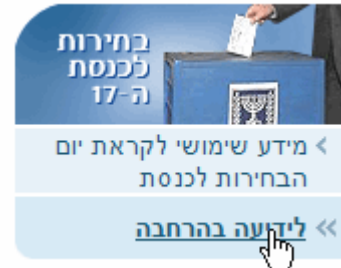 בחירות
לכנסת
ה-17
מידע שימושי לקראת יום
הבחירות לכנסת
לידיעה בהרחבה